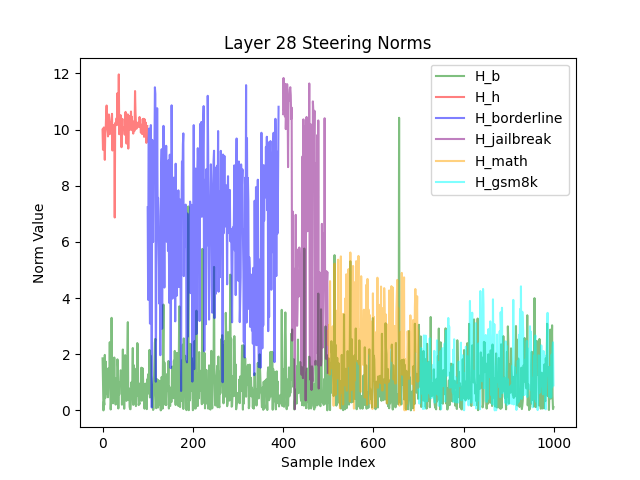 Layer 28 Steering Norms
Norm Value
12
10
8
6
4
2
0
0
200
400
600
800
1000
Sample Index
H_b
H_h
H_borderline
H_jailbreak
H_math
H_gsm8k